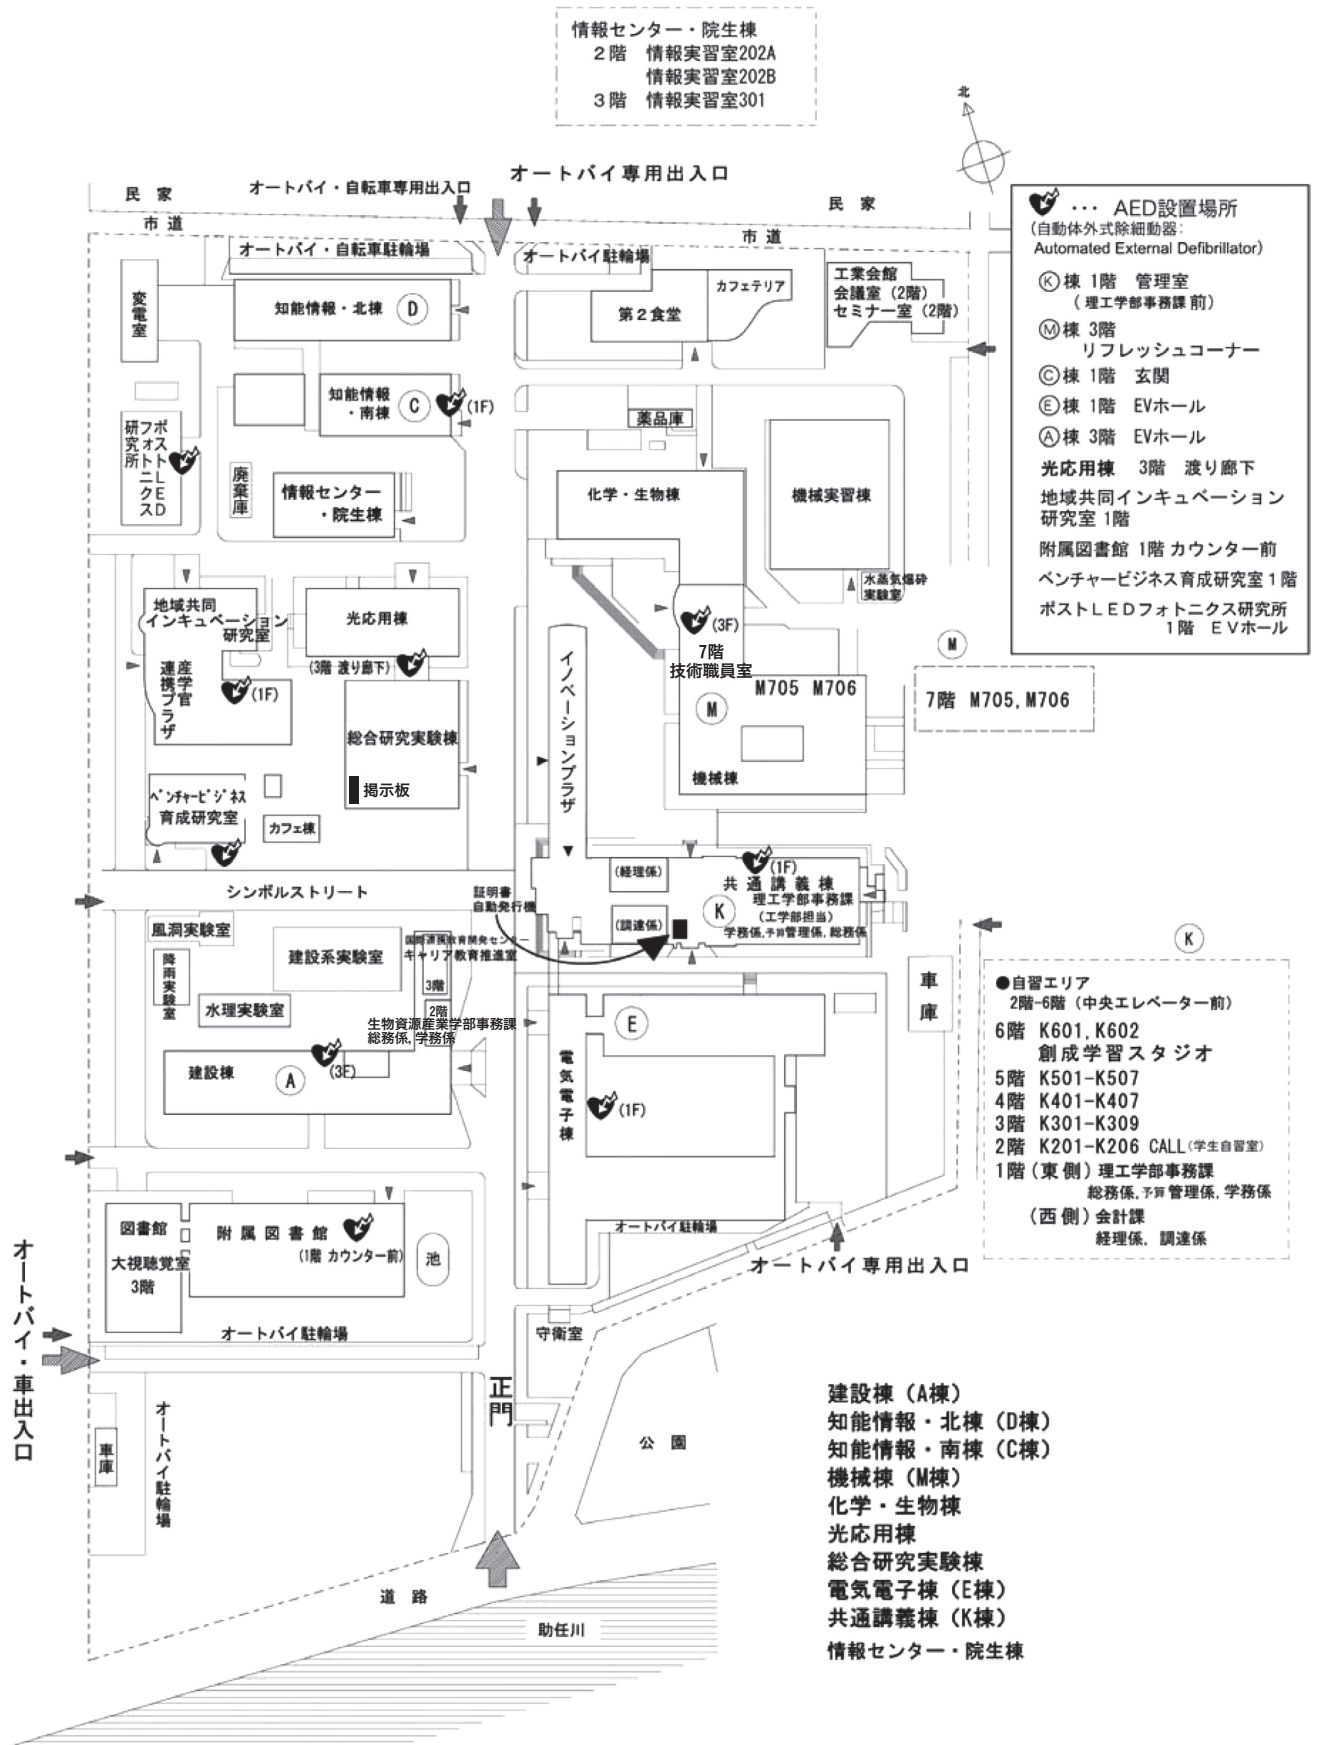 情報センター・院生棟
2階 情報実習室202A
情報実習室202B
3階 情報実習室301
北
オートバイ専用出入口
オートバイ・自転車専用出入口
民 家
民 家
市 道
市 道
オートバイ・自転車駐輪場
オートバイ駐輪場
変電室
知能情報・北棟 D
第2食堂
カフェテリア
工業会館
会議室(2階)
セミナー室(2階)
知能情報
・南棟
C
(1F)
ポストLED
フォトニクス
研究所
廃棄庫
情報センター
・院生棟
薬品庫
化学・生物棟
機械実習棟
水蒸気爆砕
実験室
… AED設置場所
(自動体外式除細動器:
Automated External Defibrillator)
Ⓚ棟 1階 管理室
(理工学部事務課前)
Ⓜ棟 3階
リフレッシュコーナー
Ⓒ棟 1階 玄関
Ⓔ棟 1階 EVホール
Ⓐ棟 3階 EVホール
光応用棟 3階 渡り廊下
地域共同インキュベーション
研究室 1階
附属図書館 1階 カウンター前
ベンチャービジネス育成研究室1階
ポストLEDフォトニクス研究所
1階 EVホール
地域共同
インキュベーション
研究室
光応用棟
(3階 渡り廊下)
産学官
連携プラザ
(1F)
総合研究実験棟
掲示板
ベンチャービジネス
育成研究室
カフェ棟
イノベーションプラザ
(3F)
7階
技術職員室
M705 M706
M
機械棟
M
7階 M705, M706
シンボルストリート
証明書
自動発行機
(経理係)
(調達係)
(1F)
共通講義棟
K
理工学部事務課
(工学部担当)
学務係, 予算管理係, 総務係
風洞実験室
降雨実験室
建設系実験室
水理実験室
国際連携教育開発センター
キャリア教育推進室
3階
2階
生物資源産業学部事務課
総務係, 学務係
建設棟
A
(3F)
E
電気電子棟
(1F)
車庫
K
●自習エリア
2階-6階(中央エレベーター前)
6階 K601, K602
創成学習スタジオ
5階 K501-K507
4階 K401-K407
3階 K301-K309
2階 K201-K206 CALL(学生自習室)
1階(東側)理工学部事務課
総務係, 予算管理係, 学務係
(西側)会計課
経理係, 調達係
図書館
大視聴覚室
3階
附属図書館
(1階 カウンター前)
池
オートバイ駐輪場
オートバイ駐輪場
オートバイ専用出入口
守衛室
オートバイ・車出入口
車庫
オートバイ駐輪場
正門
公 園
道 路
助任川
建設棟(A棟)
知能情報・北棟(D棟)
知能情報・南棟(C棟)
機械棟(M棟)
化学・生物棟
光応用棟
総合研究実験棟
電気電子棟(E棟)
共通講義棟(K棟)
情報センター・院生棟